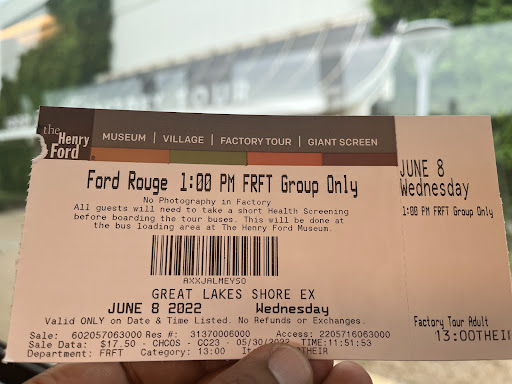 the
Henry
Ford
MUSEUM | VILLAGE | FACTORY TOUR | GIANT SCREEN
Ford Rouge 1:00 PM FRFT Group Only
No Photography in Factory
All guests will need to take a short Health Screening
before boarding the tour buses. This will be done at
the bus loading area at The Henry Ford Museum.
AXXJALMEYSO
GREAT LAKES SHORE EX
JUNE 8 2022 Wednesday
Valid ONLY on Date & Time Listed. No Refunds or Exchanges.
Sale: 602057063000 Res #: 31370006000 Access: 2205716063000
Sale Data: $17.50 - CHCOS - CC23 - 05/30/2022 TIME:11:51:53
Department: FRFT Category: 13:00 OTHEIR
JUNE 8
Wednesday
1:00 PM FRFT Group Only
Factory Tour Adult
13:00THEIR
TOUR